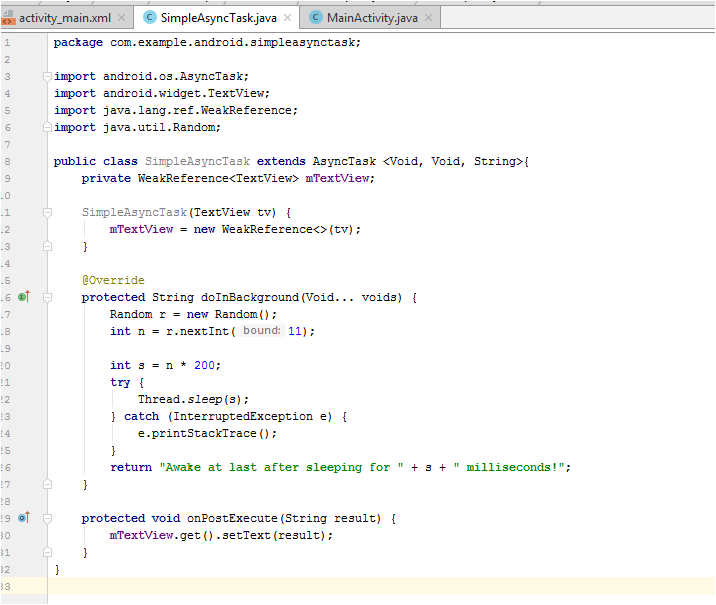 activity_main.xml SimpleAsyncTask.java MainActivity.java
1 package com.example.android.simpleasynctask;
2
3 import android.os.AsyncTask;
4 import android.widget.TextView;
5 import java.lang.ref.WeakReference;
6 import java.util.Random;
7
8 public class SimpleAsyncTask extends AsyncTask <Void, Void, String>{
9 private WeakReference<TextView> mTextView;
10
11 SimpleAsyncTask(TextView tv) {
12 mTextView = new WeakReference<>(tv);
13 }
14
15 @Override
16 protected String doInBackground(Void... voids) {
17 Random r = new Random();
18 int n = r.nextInt( bound: 11);
19
20 int s = n * 200;
21 try {
22 Thread.sleep(s);
23 } catch (InterruptedException e) {
24 e.printStackTrace();
25 }
26 return "Awake at last after sleeping for " + s + " milliseconds!";
27 }
28
29 protected void onPostExecute(String result) {
30 mTextView.get().setText(result);
31 }
32 }
33